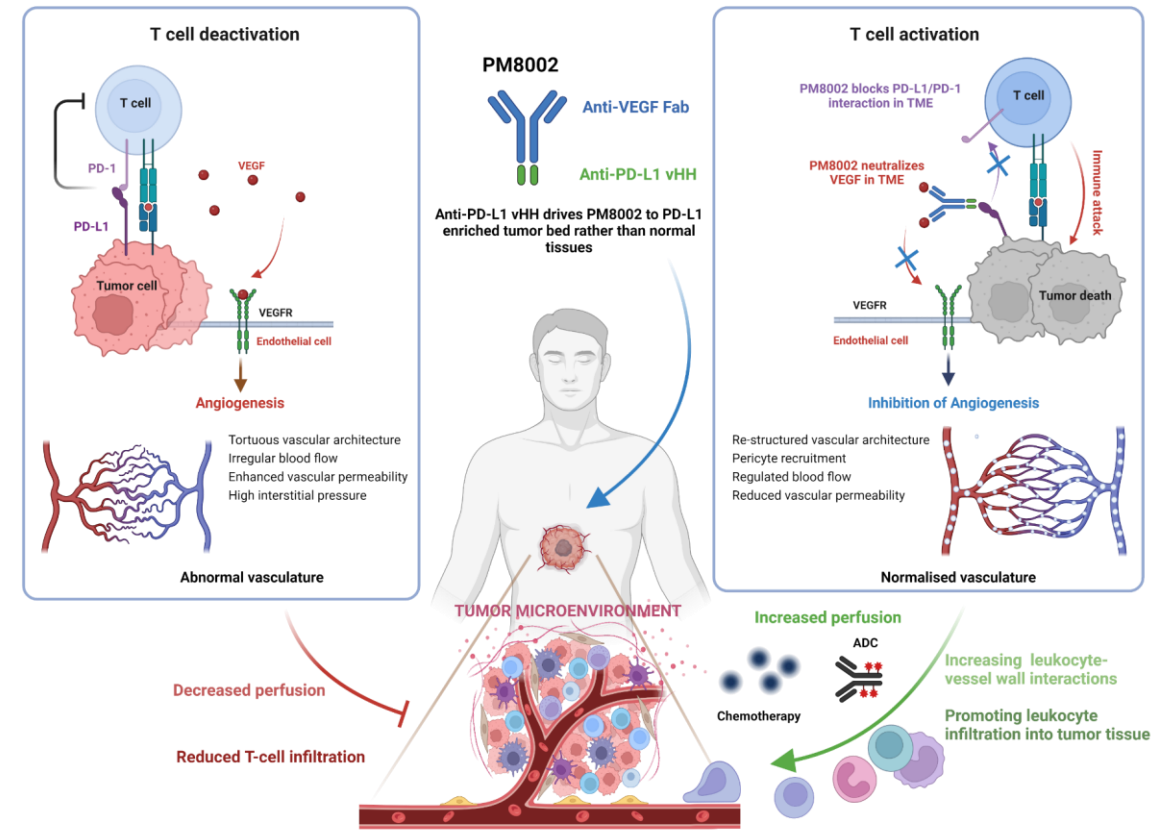 T cell deactivation
T cell
PD-1
VEGF
PD-L1
Tumor cell
VEGFR
Endothelial cell
Angiogenesis
Tortuous vascular architecture
Irregular blood flow
Enhanced vascular permeability
High interstitial pressure
Abnormal vasculature
PM8002
Anti-VEGF Fab
Anti-PD-L1 vHH
Anti-PD-L1 vHH drives PM8002 to PD-L1
enriched tumor bed rather than normal
tissues
T cell activation
PM8002 blocks PD-L1/PD-1
interaction in TME
T cell
PM8002 neutralizes
VEGF in TME
Immune attack
Tumor death
VEGFR
Endothelial cell
Inhibition of Angiogenesis
Re-structured vascular architecture
Pericyte recruitment
Regulated blood flow
Reduced vascular permeability
Normalised vasculature
TUMOR MICROENVIRONMENT
Decreased perfusion
Reduced T-cell infiltration
Increased perfusion
ADC
Chemotherapy
Increasing leukocyte-
vessel wall interactions
Promoting leukocyte
infiltration into tumor tissue